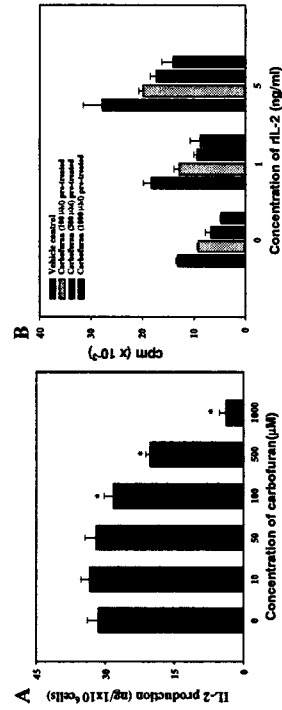 A
IL-2 production (ng/1x10⁶cells)
45
30
15
0
0 10 50 100 500 1000
* * *
Concentration of carbofuran(µM)
B
cpm (x 10⁻³)
40
30
20
10
0
Vehicle control
Carbofuran (100 µM) pre-treated
Carbofuran (500 µM) pre-treated
Carbofuran (1000 µM) pre-treated
0 1 5
Concentration of rIL-2 (ng/ml)